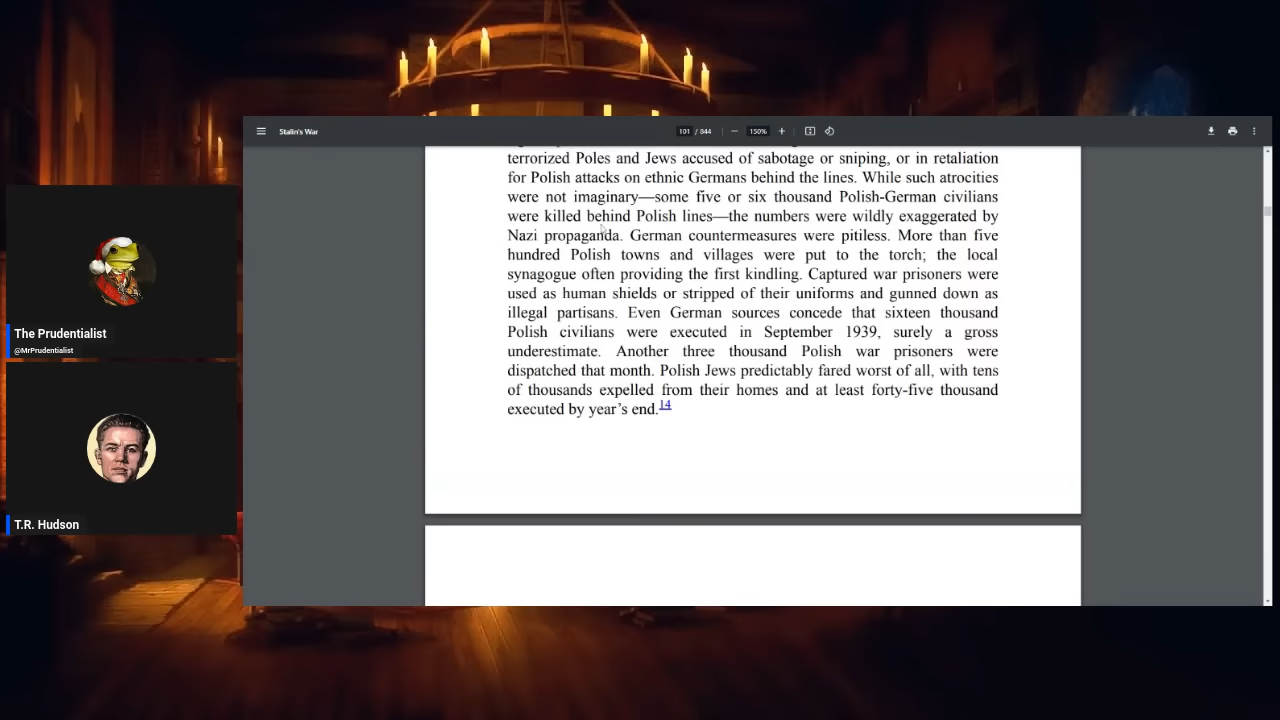 Stalin's War
101 / 844
150%
terrorized Poles and Jews accused of sabotage or sniping, or in retaliation
for Polish attacks on ethnic Germans behind the lines. While such atrocities
were not imaginary—some five or six thousand Polish-German civilians
were killed behind Polish lines—the numbers were wildly exaggerated by
Nazi propaganda. German countermeasures were pitiless. More than five
hundred Polish towns and villages were put to the torch; the local
synagogue often providing the first kindling. Captured war prisoners were
used as human shields or stripped of their uniforms and gunned down as
illegal partisans. Even German sources concede that sixteen thousand
Polish civilians were executed in September 1939, surely a gross
underestimate. Another three thousand Polish war prisoners were
dispatched that month. Polish Jews predictably fared worst of all, with tens
of thousands expelled from their homes and at least forty-five thousand
executed by year's end.14
The Prudentialist
@MrPrudentialist
T.R. Hudson